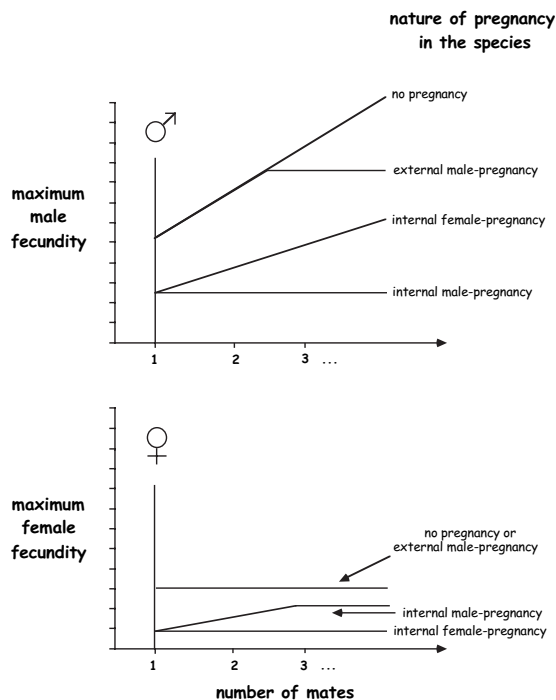 nature of pregnancy
in the species
no pregnancy
external male-pregnancy
internal female-pregnancy
internal male-pregnancy
maximum
male
fecundity
1 2 3 ...
maximum
female
fecundity
no pregnancy or
external male-pregnancy
internal male-pregnancy
internal female-pregnancy
1 2 3 ...
number of mates